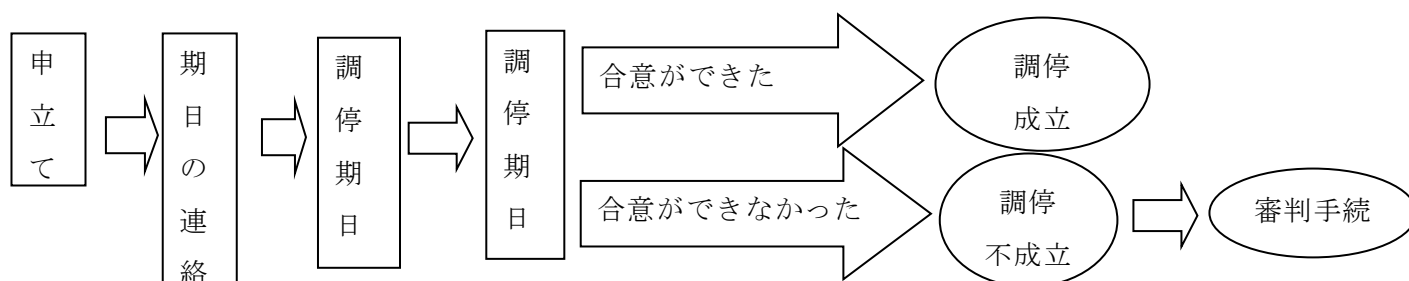 申立て
期日の連絡
調停期日
調停期日
合意ができた
調停
成立
合意ができなかった
調停
不成立
審判手続